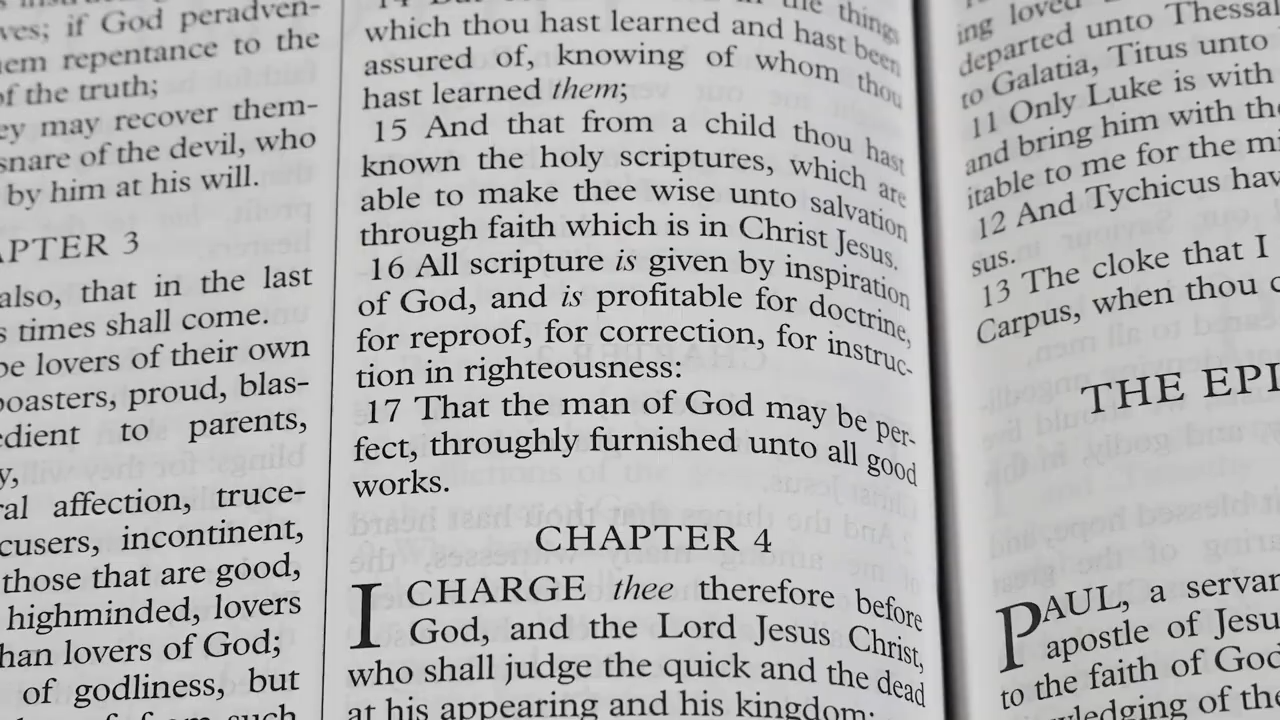 ves; if God peradven-
em repentance to the
of the truth;
ey may recover them-
snare of the devil, who
by him at his will.
APTER 3
also, that in the last
s times shall come.
be lovers of their own
boasters, proud, blas-
edient to parents,
y,
ral affection, truce-
cusers, incontinent,
those that are good,
highminded, lovers
han lovers of God;
of godliness, but
such
the things
which thou hast learned and hast been
assured of, knowing of whom thou
hast learned them;
15 And that from a child thou hast
known the holy scriptures, which are
able to make thee wise unto salvation
through faith which is in Christ Jesus.
16 All scripture is given by inspiration
of God, and is profitable for doctrine,
for reproof, for correction, for instruc-
tion in righteousness:
17 That the man of God may be per-
fect, throughly furnished unto all good
works.
CHAPTER 4
I CHARGE thee therefore before
God, and the Lord Jesus Christ,
who shall judge the quick and the dead
at his appearing and his kingdom;
ing loved
departed unto Thessal
to Galatia, Titus unto
11 Only Luke is with
and bring him with the
itable to me for the mi
12 And Tychicus hav
sus.
13 The cloke that I
Carpus, when thou c
THE EPI
PAUL, a servan
apostle of Jesu
to the faith of God
wledging of the